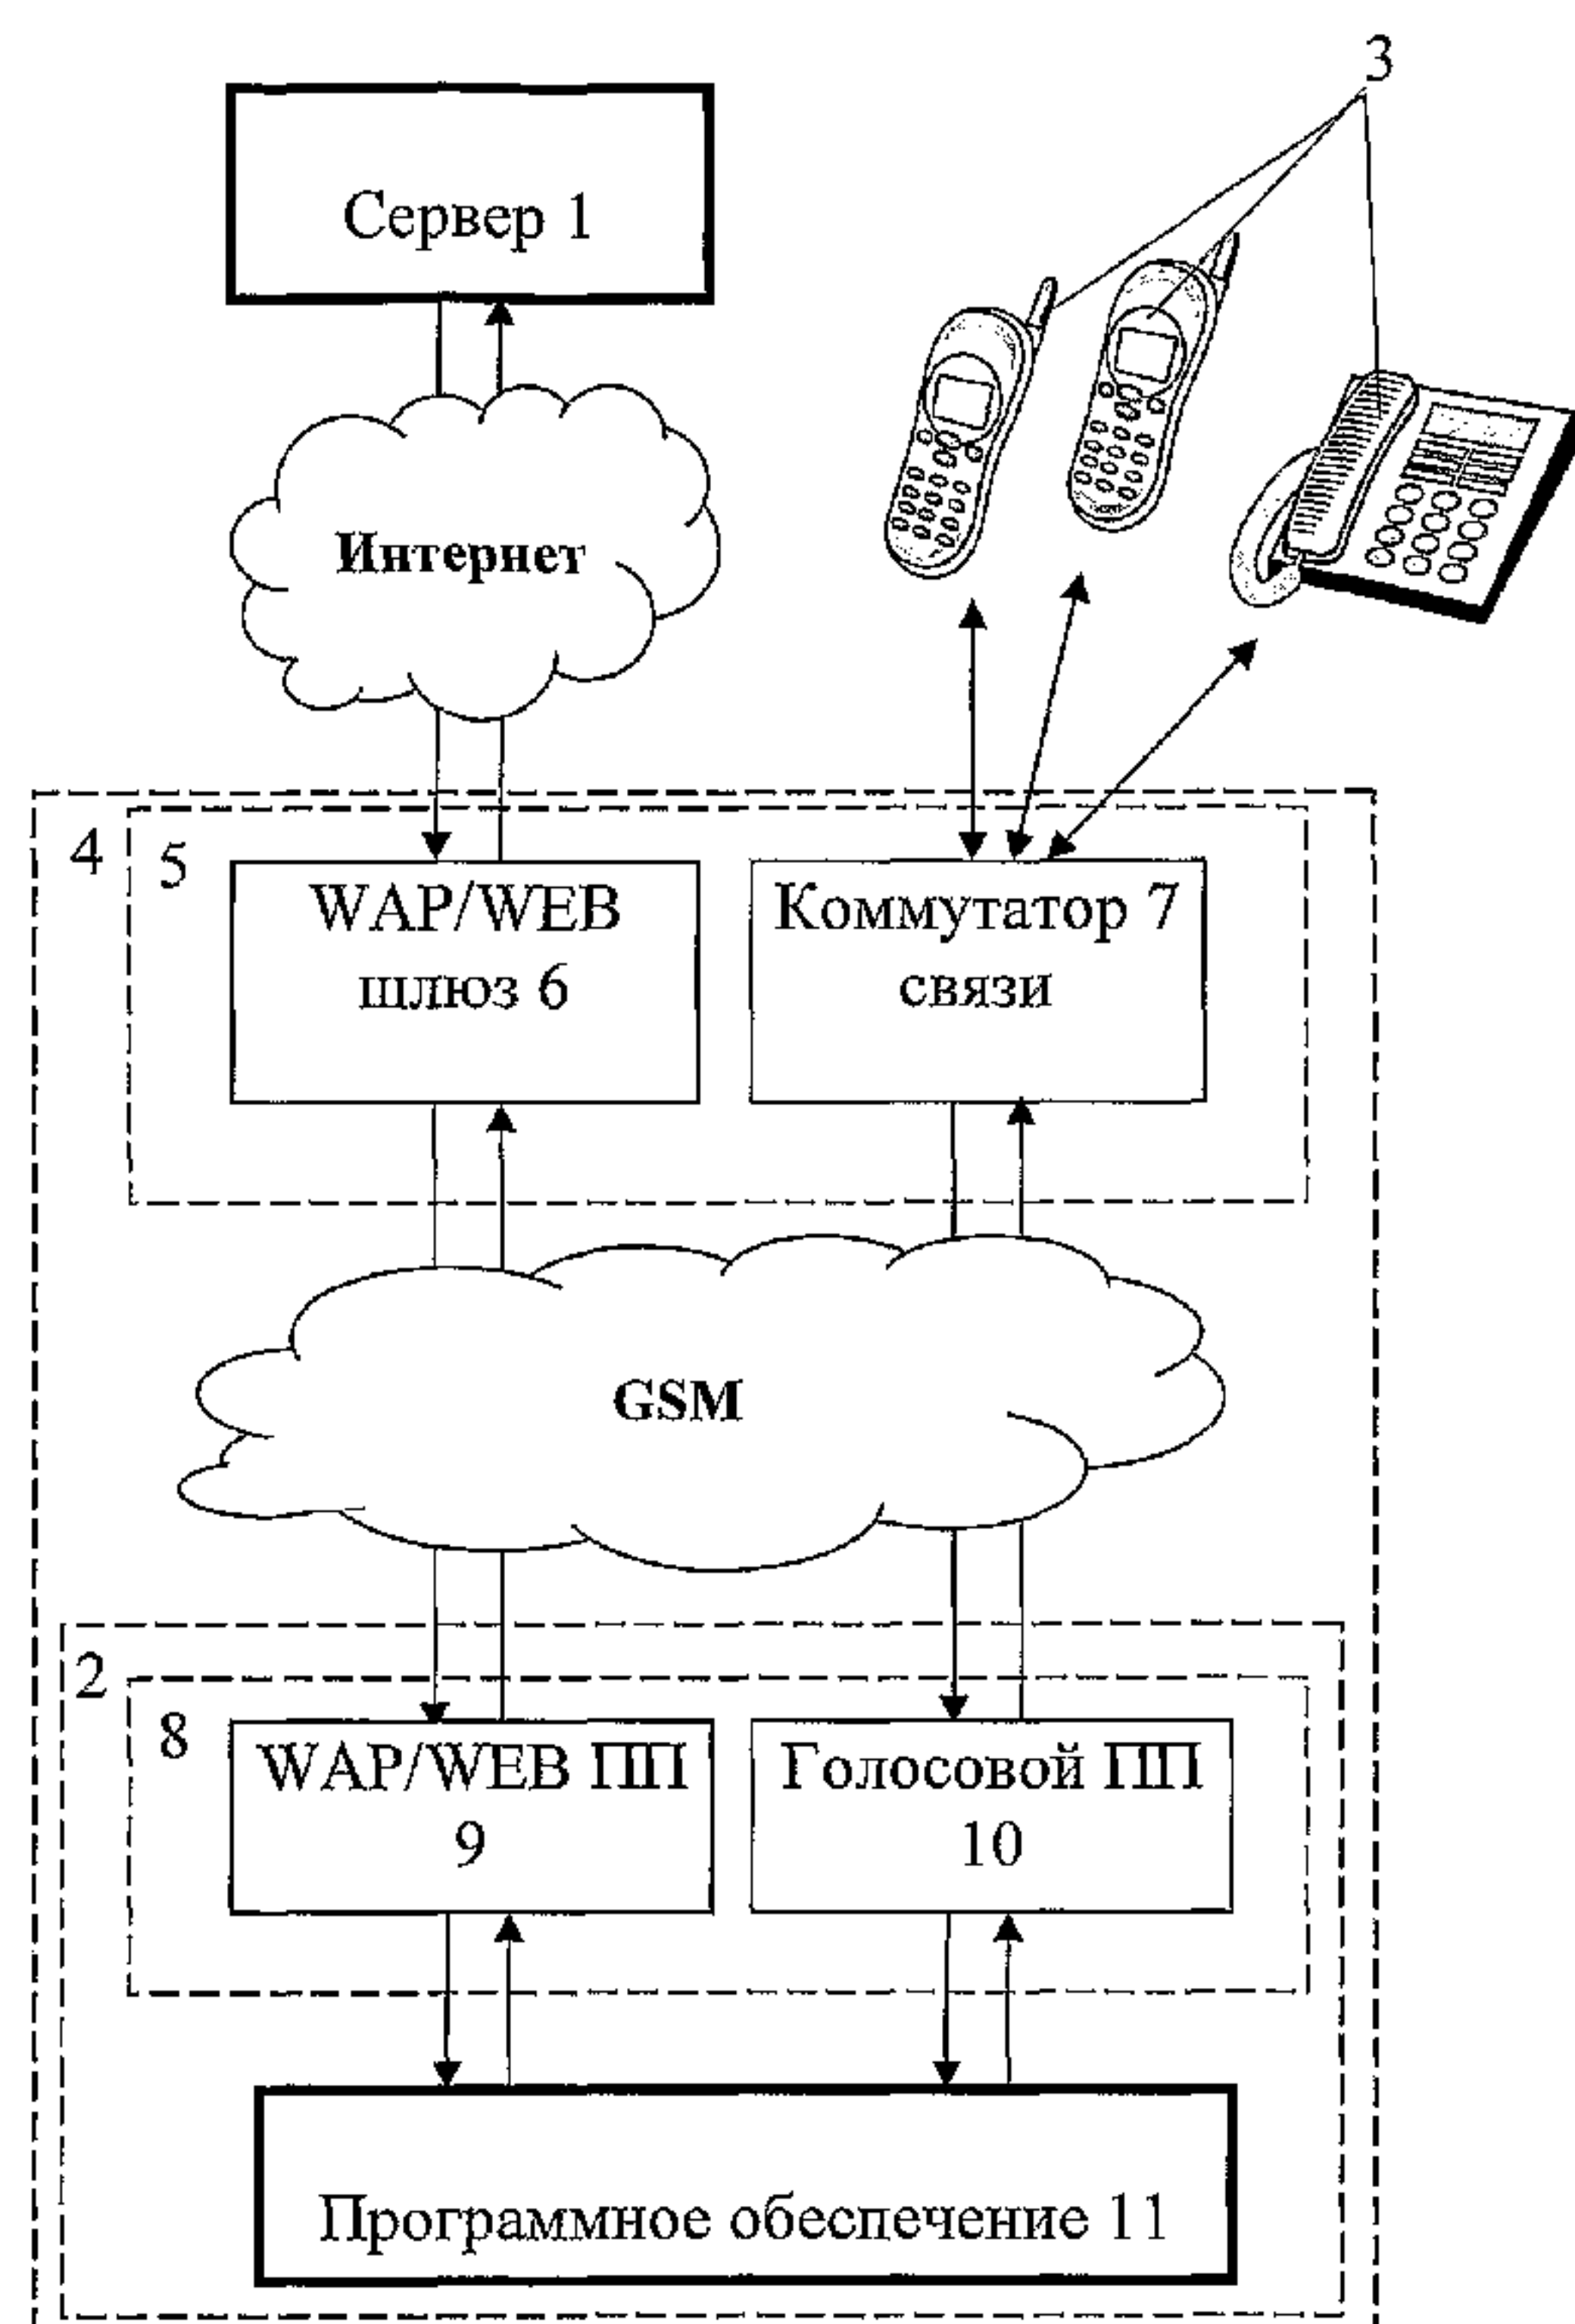 3
Сервер 1
Интернет
4
5
WAP/WEB
шлюз 6
Коммутатор 7
связи
GSM
2
8
WAP/WEB ПП
9
Голосовой ПП
10
Программное обеспечение 11